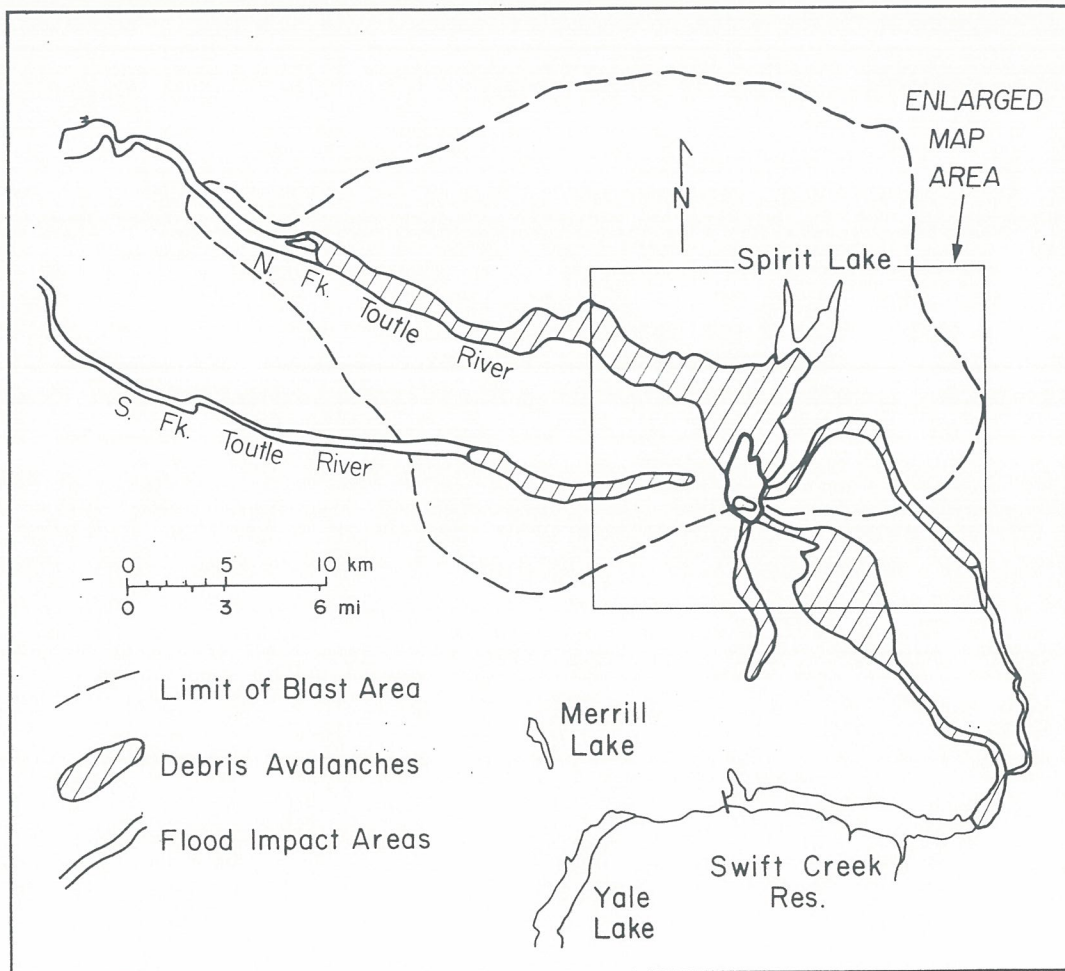 ENLARGED
MAP
AREA
N
Spirit Lake
N. Fk. Toutle River
S. Fk. Toutle River
0 5 10 km
0 3 6 mi
Limit of Blast Area
Debris Avalanches
Flood Impact Areas
Merrill
Lake
Swift Creek
Res.
Yale
Lake